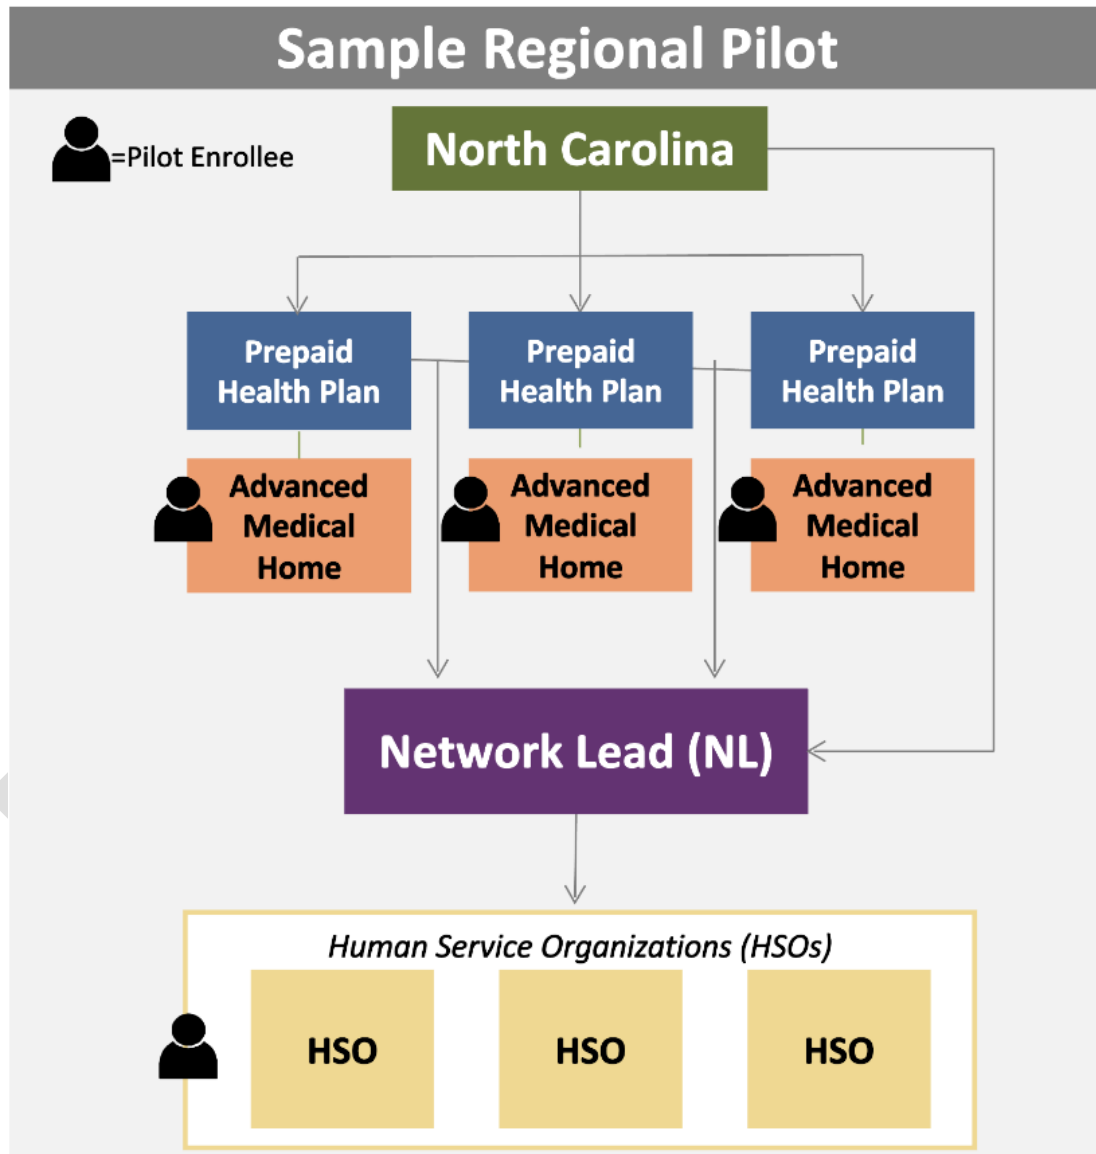 Sample Regional Pilot
=Pilot Enrollee
North Carolina
Prepaid
Health Plan
Prepaid
Health Plan
Prepaid
Health Plan
Advanced
Medical
Home
Advanced
Medical
Home
Advanced
Medical
Home
Network Lead (NL)
Human Service Organizations (HSOs)
HSO
HSO
HSO